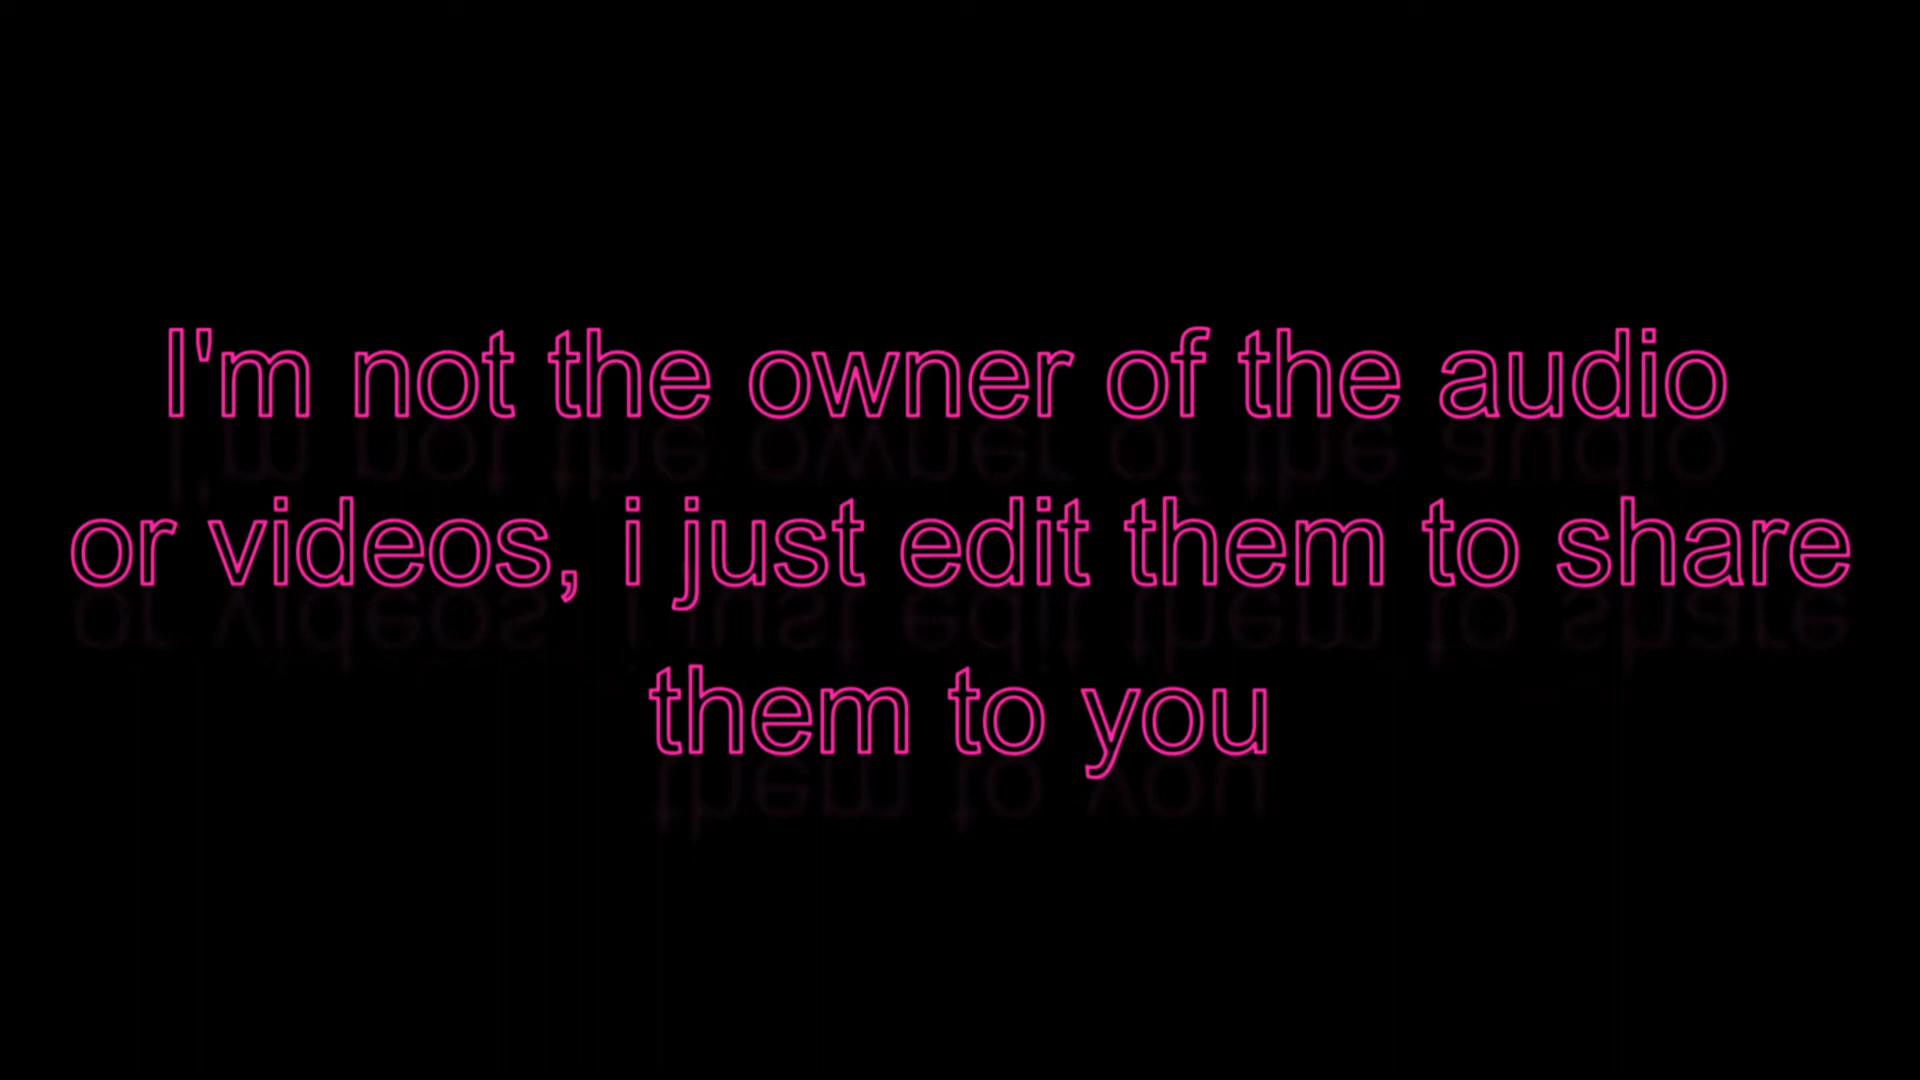 I'm not the owner of the audio
or videos, i just edit them to share
them to you